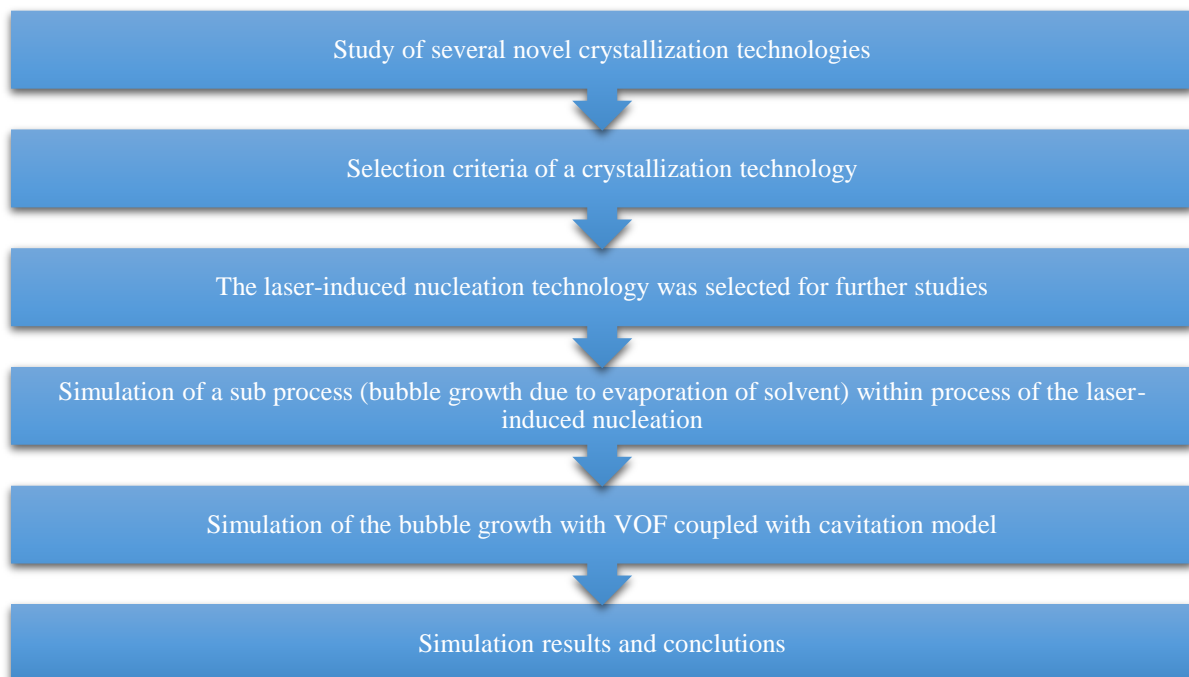 Study of several novel crystallization technologies
Selection criteria of a crystallization technology
The laser-induced nucleation technology was selected for further studies
Simulation of a sub process (bubble growth due to evaporation of solvent) within process of the laser-
induced nucleation
Simulation of the bubble growth with VOF coupled with cavitation model
Simulation results and conclutions